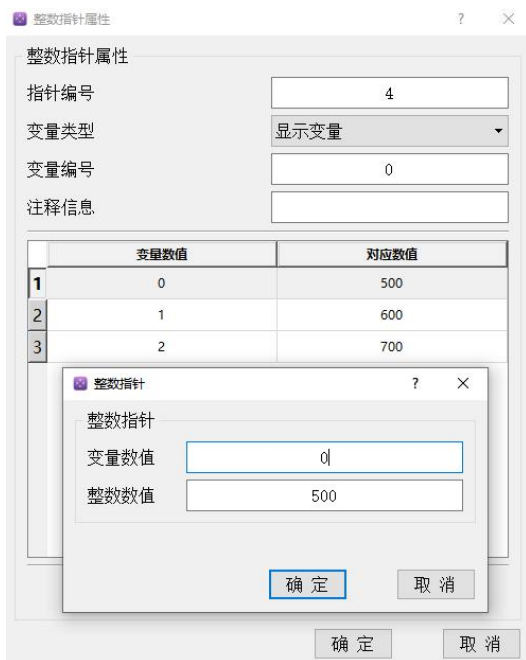 整数指针属性 ? ×
整数指针属性
指针编号 4
变量类型 显示变量
变量编号 0
注释信息
变量数值 对应数值
1 0 500
2 1 600
3 2 700
整数指针 ? ×
整数指针
变量数值 0
整数数值 500
确 定 取 消
确 定 取 消